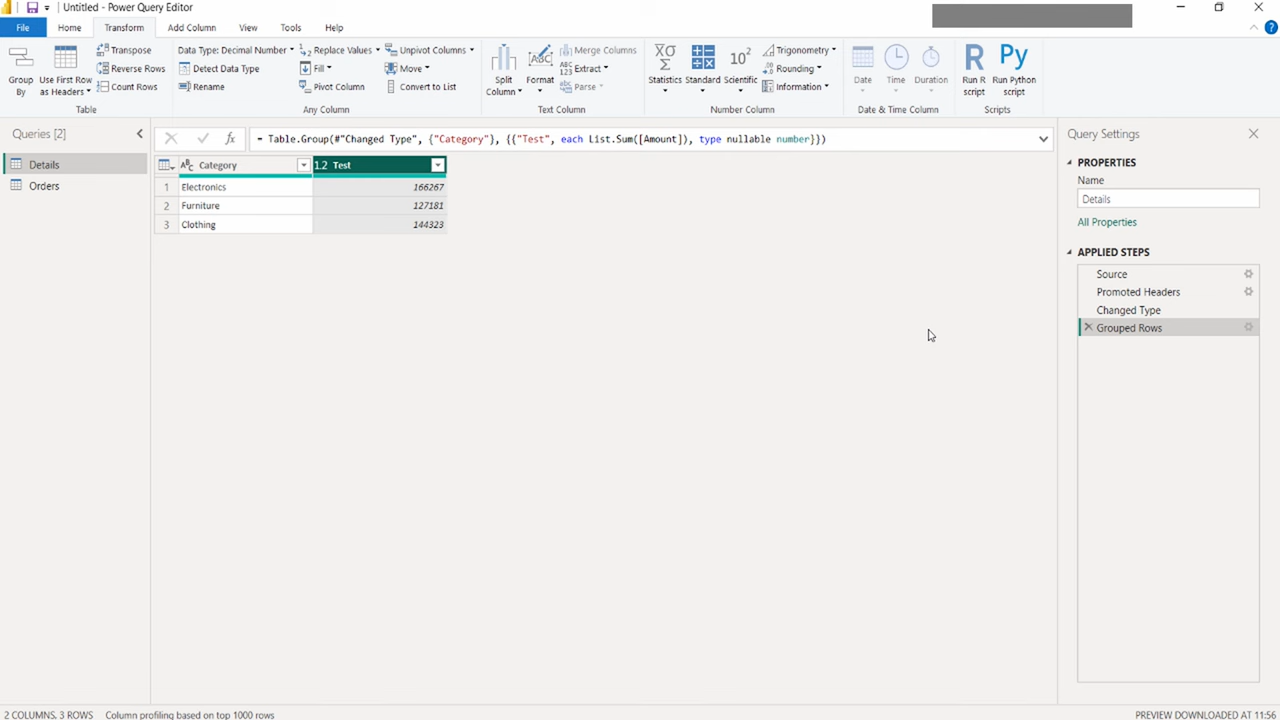 Untitled - Power Query Editor
File Home Transform Add Column View Tools Help
Group By
Use First Row as Headers
Transpose
Reverse Rows
Count Rows
Table
Data Type: Decimal Number
Detect Data Type
Rename
Replace Values
Fill
Pivot Column
Unpivot Columns
Move
Convert to List
Any Column
Split Column
Format
Merge Columns
Extract
Parse
Text Column
Statistics
Standard
Scientific
Trigonometry
Rounding
Information
Number Column
Date
Time
Duration
Date & Time Column
Run R script
Run Python script
Scripts
Queries [2]
Details
Orders
= Table.Group(#"Changed Type", {"Category"}, {{"Test", each List.Sum([Amount]), type nullable number}})
Category 1.2 Test
1 Electronics 166267
2 Furniture 127181
3 Clothing 144323
Query Settings
PROPERTIES
Name
Details
All Properties
APPLIED STEPS
Source
Promoted Headers
Changed Type
Grouped Rows
2 COLUMNS, 3 ROWS Column profiling based on top 1000 rows PREVIEW DOWNLOADED AT 11:56